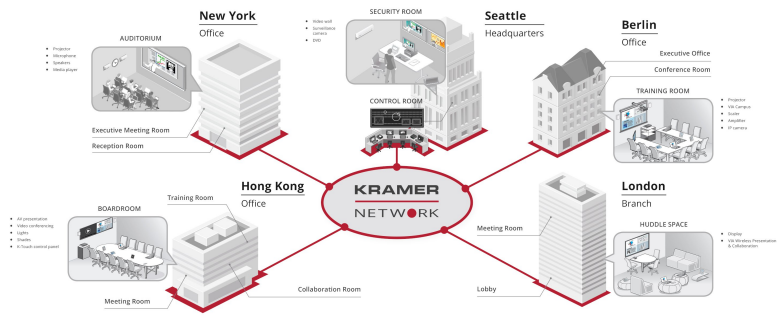 New York
Office
AUDITORIUM
Projector
Microphone
Speakers
Media player
Executive Meeting Room
Reception Room
SECURITY ROOM
Video wall
Surveillance
camera
DVD
CONTROL ROOM
Seattle
Headquarters
Berlin
Office
Executive Office
Conference Room
TRAINING ROOM
Projector
VIA Campus
Scaler
Amplifier
IP camera
KRAMER
NETWORK
Hong Kong
Office
Training Room
BOARDROOM
AV presentation
Video conferencing
Lights
Shades
K-Touch control panel
Meeting Room
Collaboration Room
London
Branch
Meeting Room
Lobby
HUDDLE SPACE
Display
VIA Wireless Presentation
& Collaboration